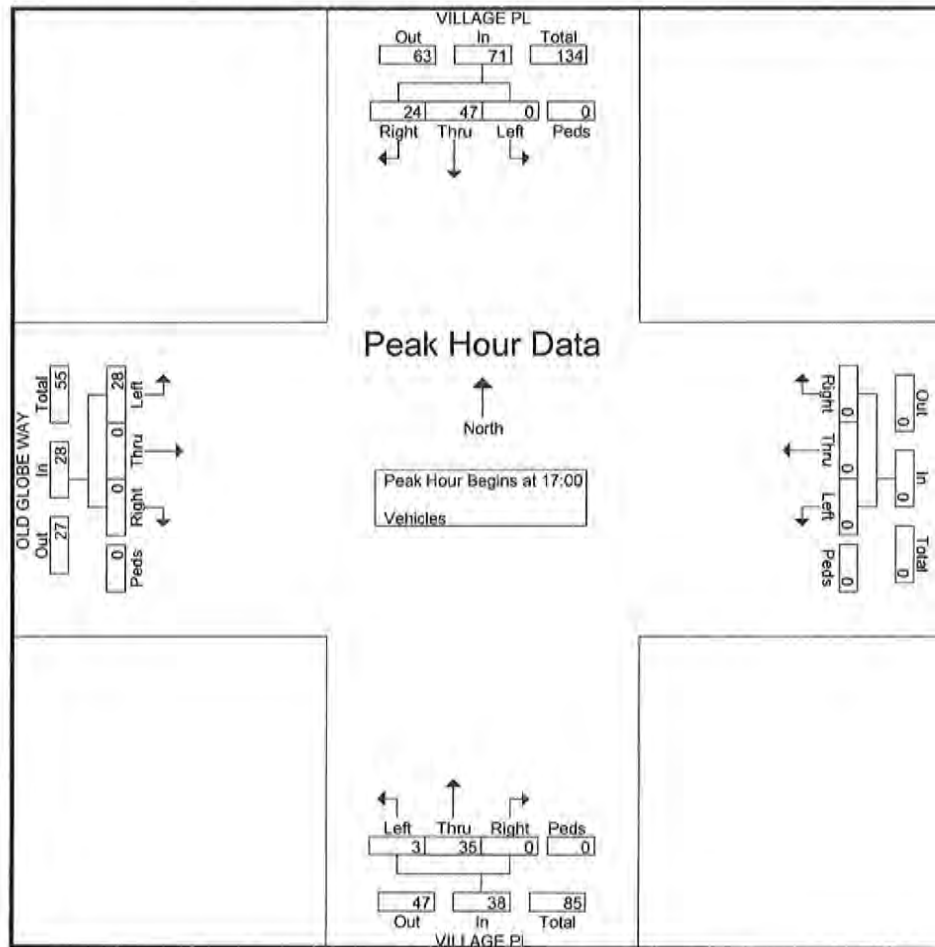 VILLAGE PL
Out In Total
63 71 134
24 47 0 0
Right Thru Left Peds
Peak Hour Data
North
Peak Hour Begins at 17:00
Vehicles
OLD GLOBE WAY
Out In Total
27 28 55
28 0 0 0
Left Thru Right Peds
Out In Total
0 0 0
Right Thru Left Peds
0 0 0 0
Left Thru Right Peds
3 35 0 0
47 38 85
Out In Total
VILLAGE PL